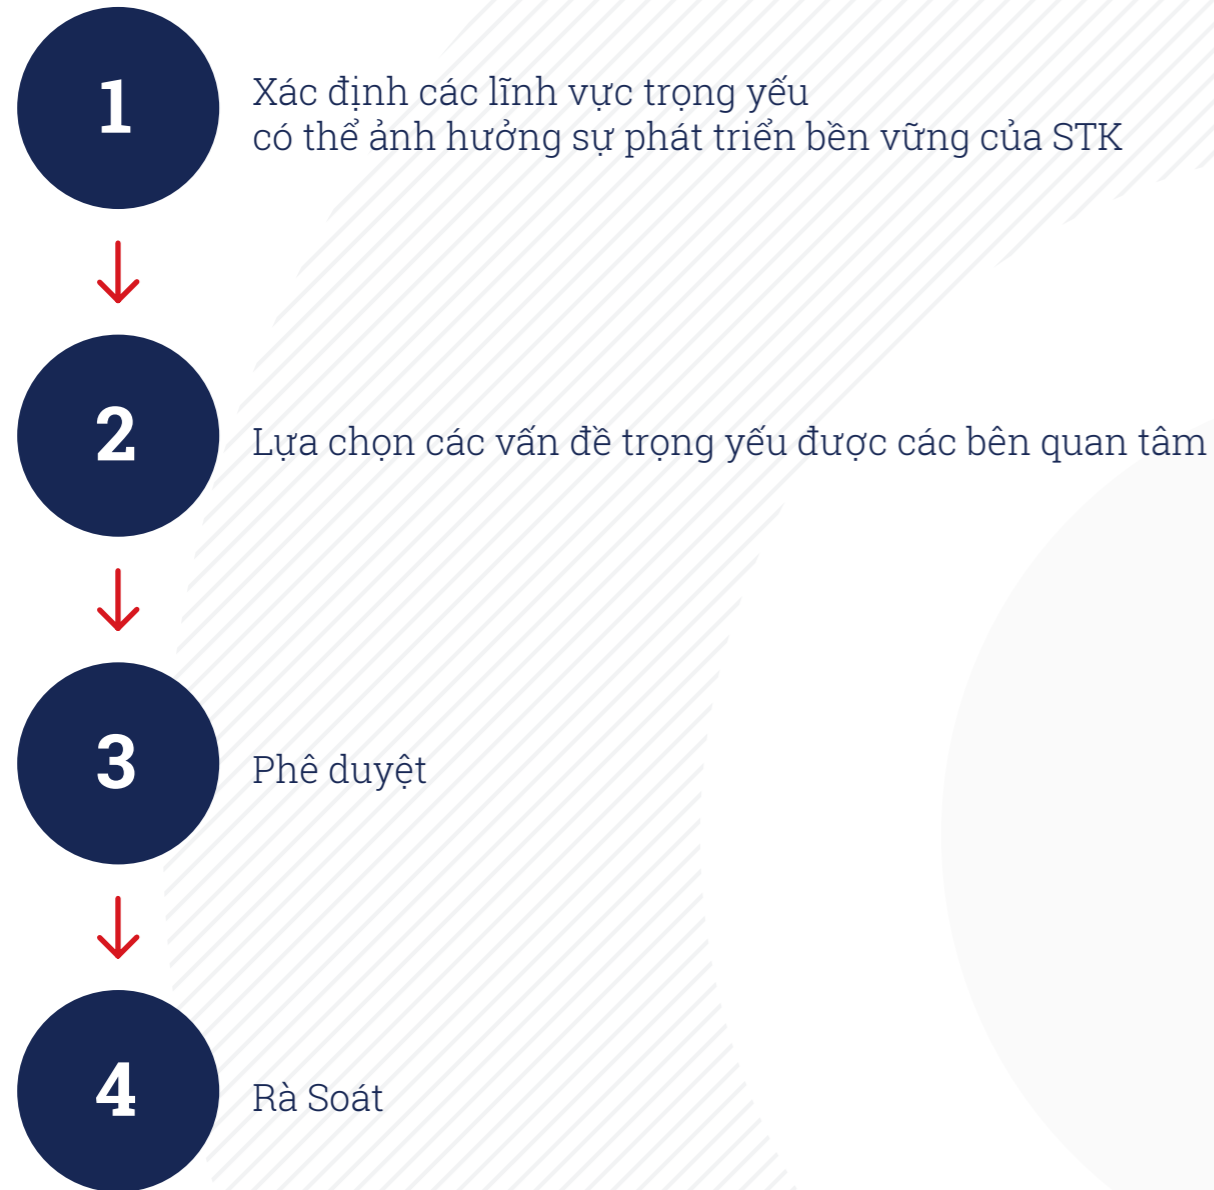 1
Xác định các lĩnh vực trọng yếu
có thể ảnh hưởng sự phát triển bền vững của STK
2
Lựa chọn các vấn đề trọng yếu được các bên quan tâm
3
Phê duyệt
4
Rà Soát